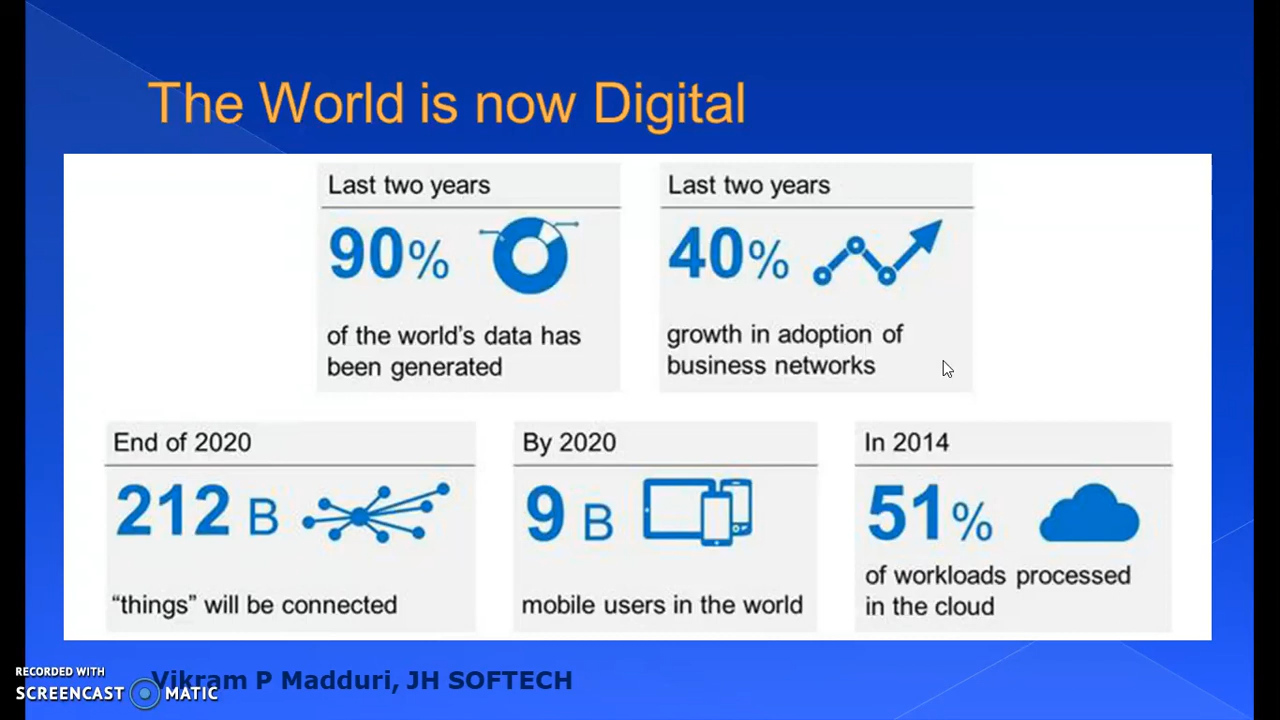 The World is now Digital
Last two years
90%
of the world's data has
been generated
Last two years
40%
growth in adoption of
business networks
End of 2020
212 B
“things” will be connected
By 2020
9 B
mobile users in the world
In 2014
51%
of workloads processed
in the cloud
Vikram P Madduri, JH SOFTECH
RECORDED WITH
SCREENCAST MATIC